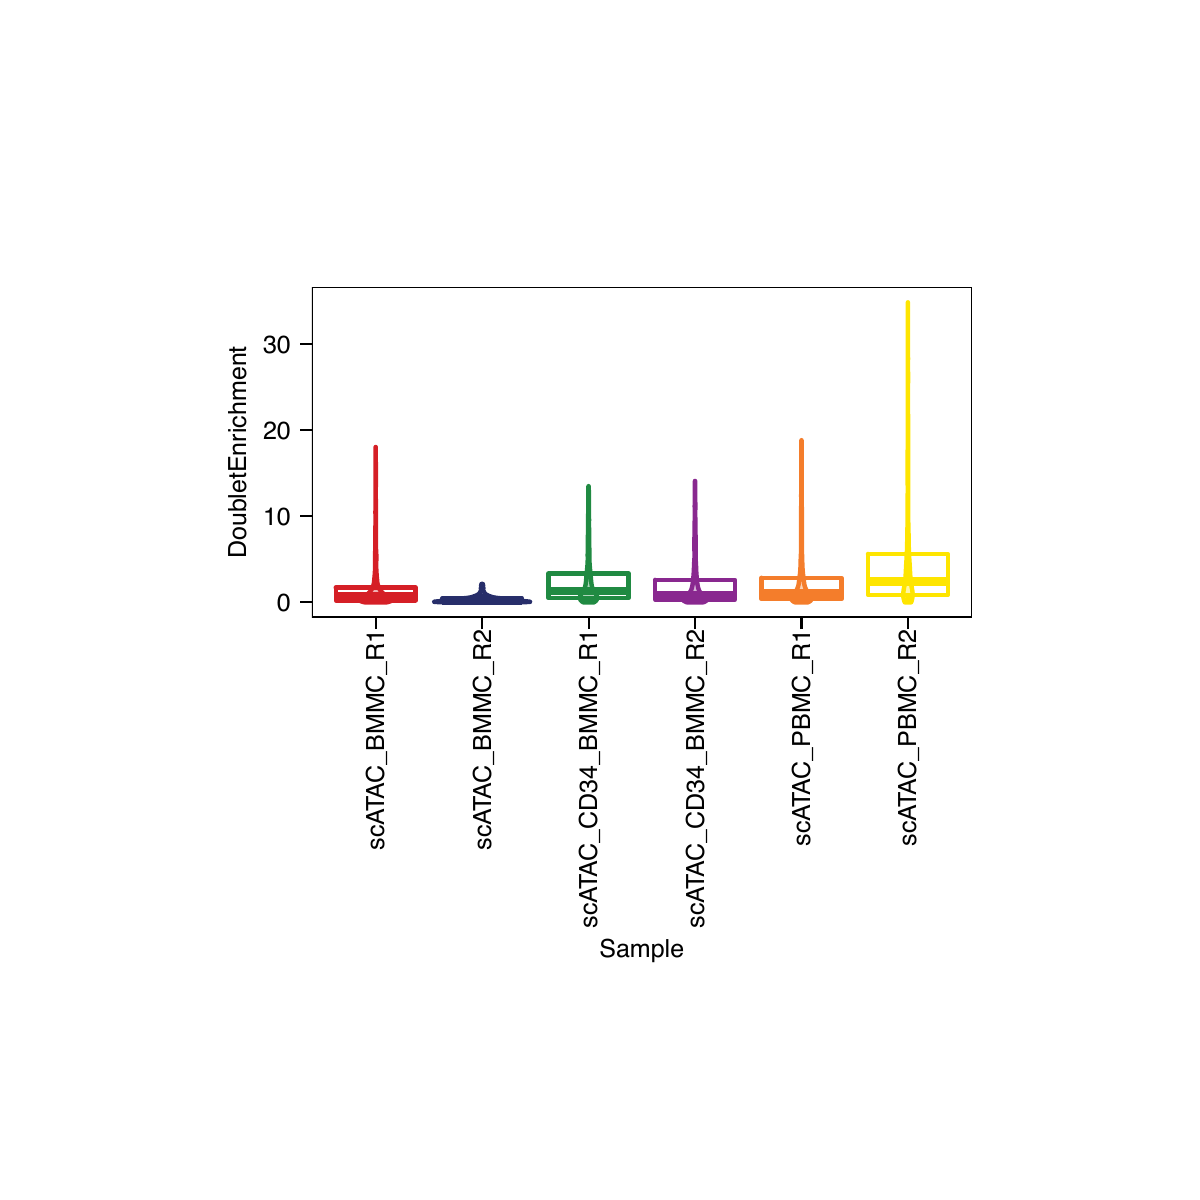 DoubletEnrichment
30
20
10
0
scATAC_BMMC_R1
scATAC_BMMC_R2
scATAC_CD34_BMMC_R1
scATAC_CD34_BMMC_R2
scATAC_PBMC_R1
scATAC_PBMC_R2
Sample